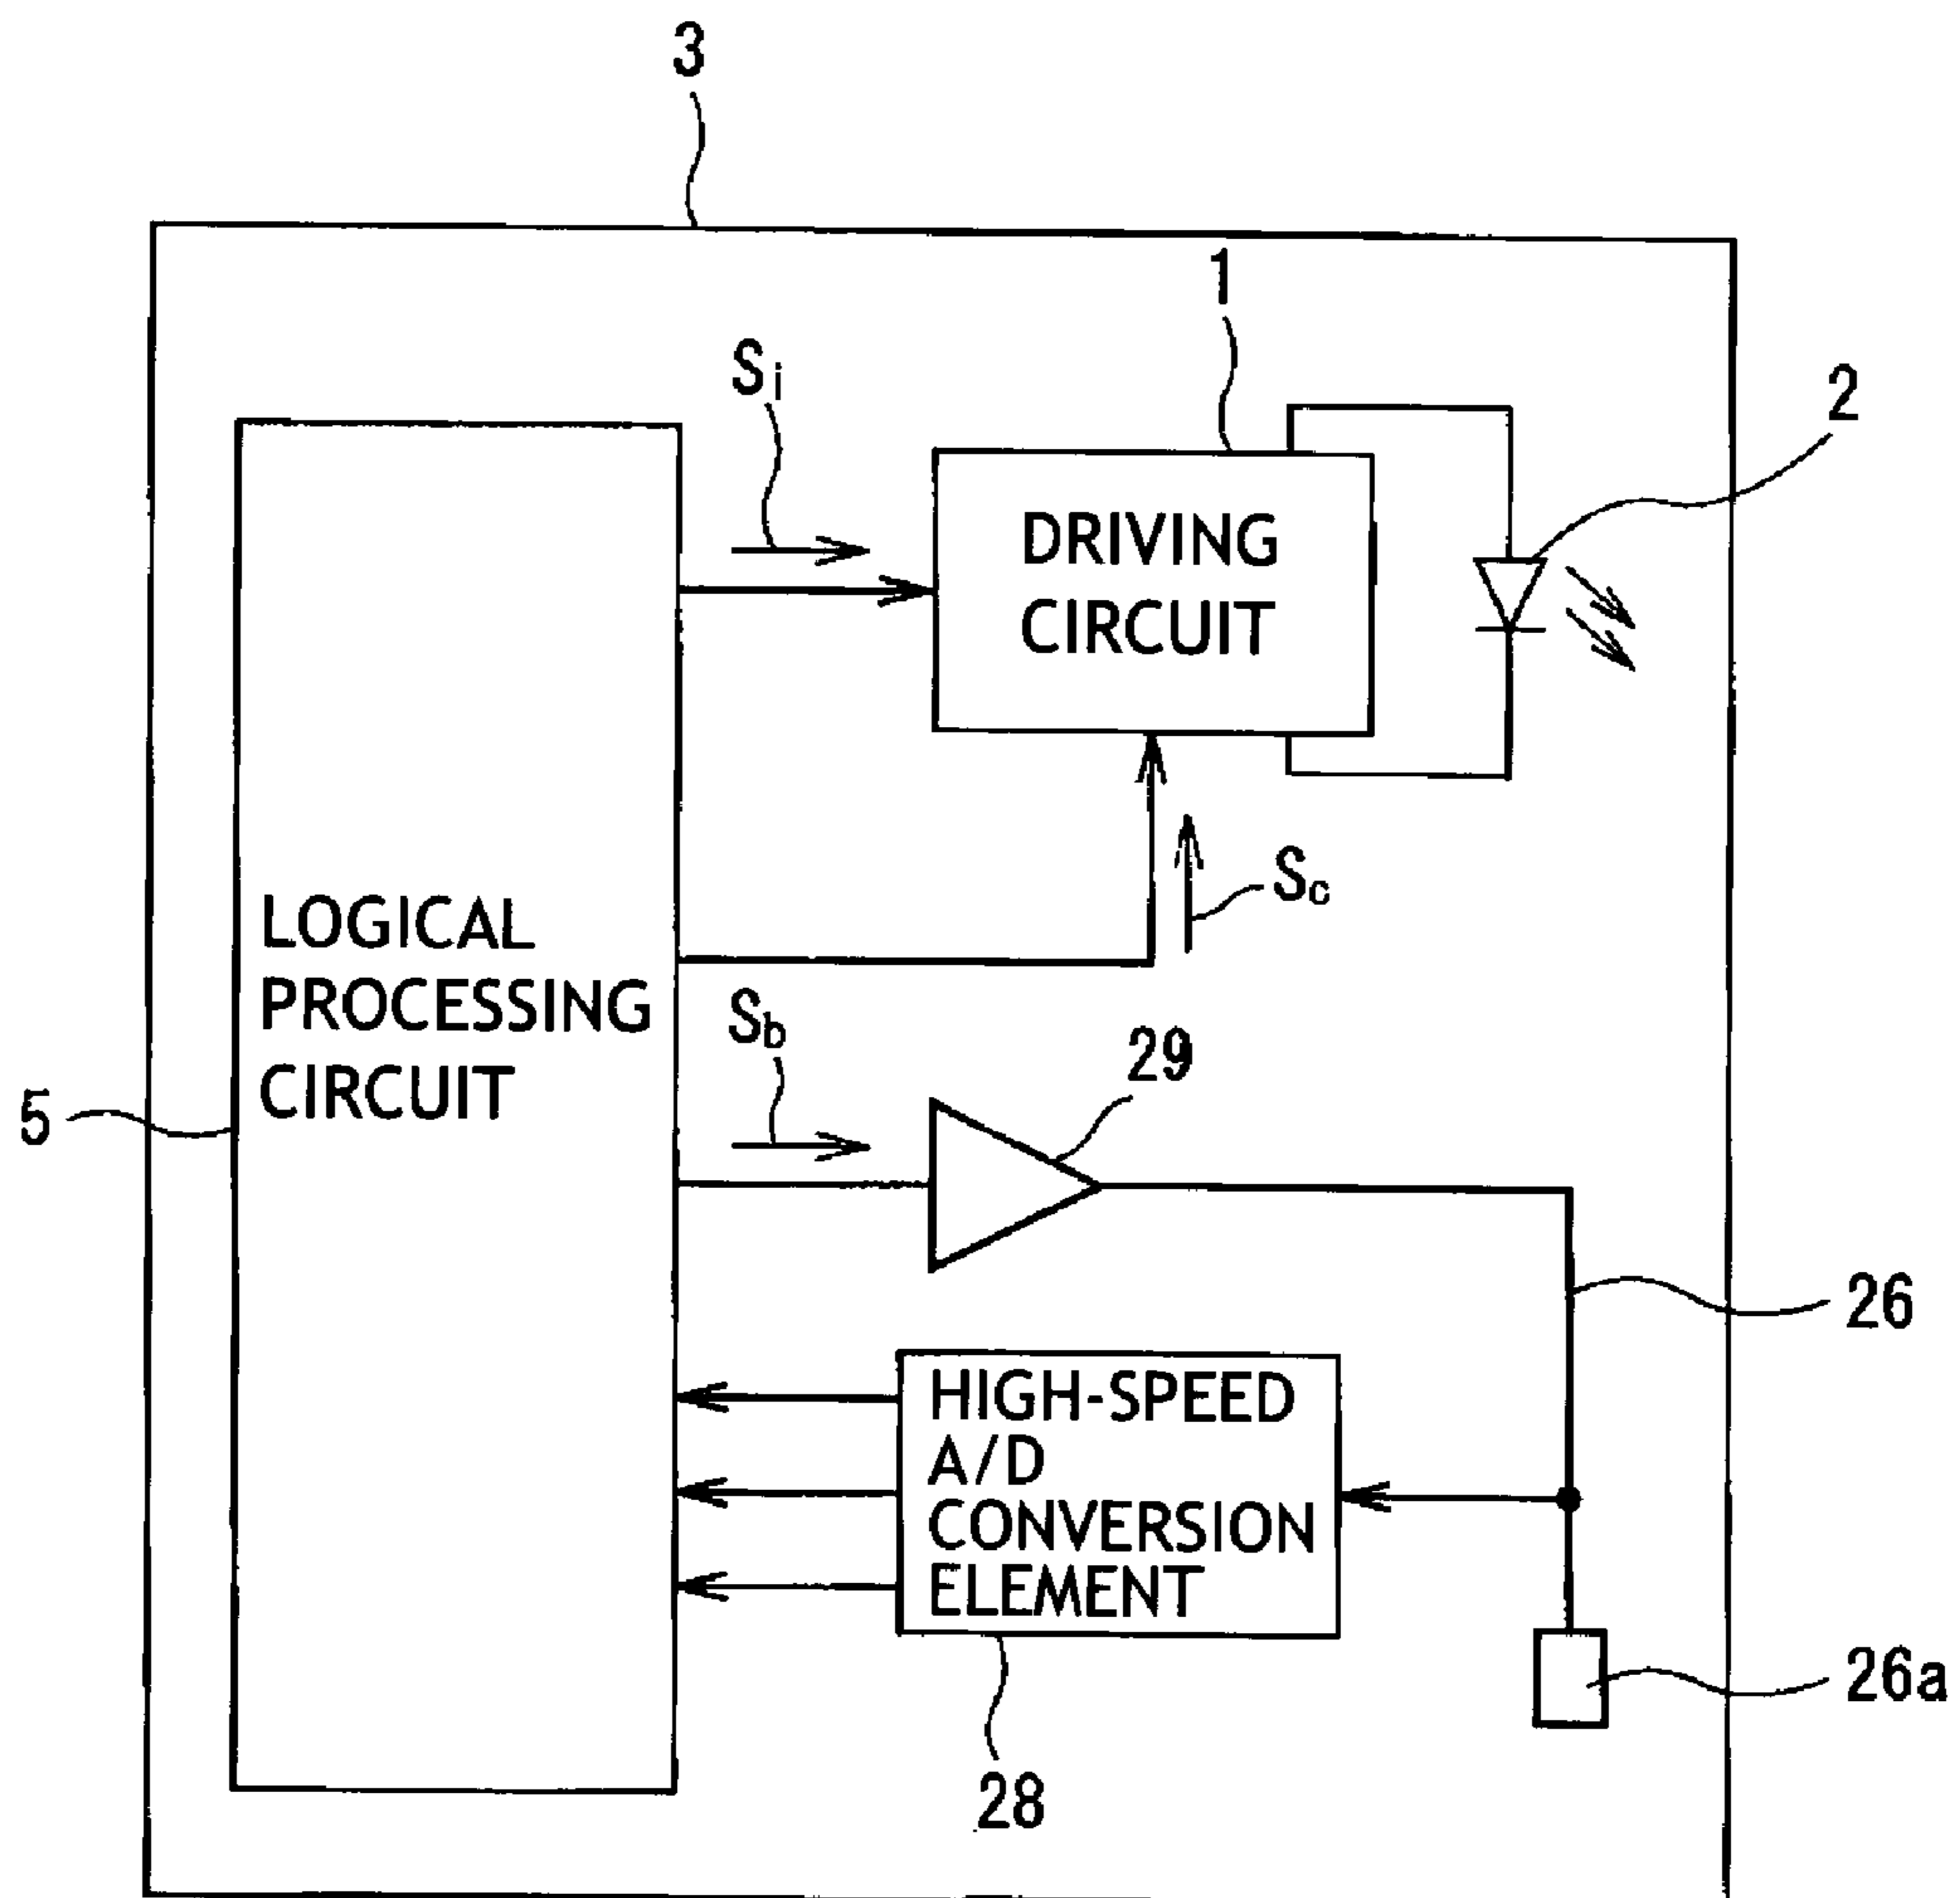 3
1
Si
2
DRIVING
CIRCUIT
Sc
LOGICAL
PROCESSING
CIRCUIT
Sb
29
5
26
HIGH-SPEED
A/D
CONVERSION
ELEMENT
26a
28